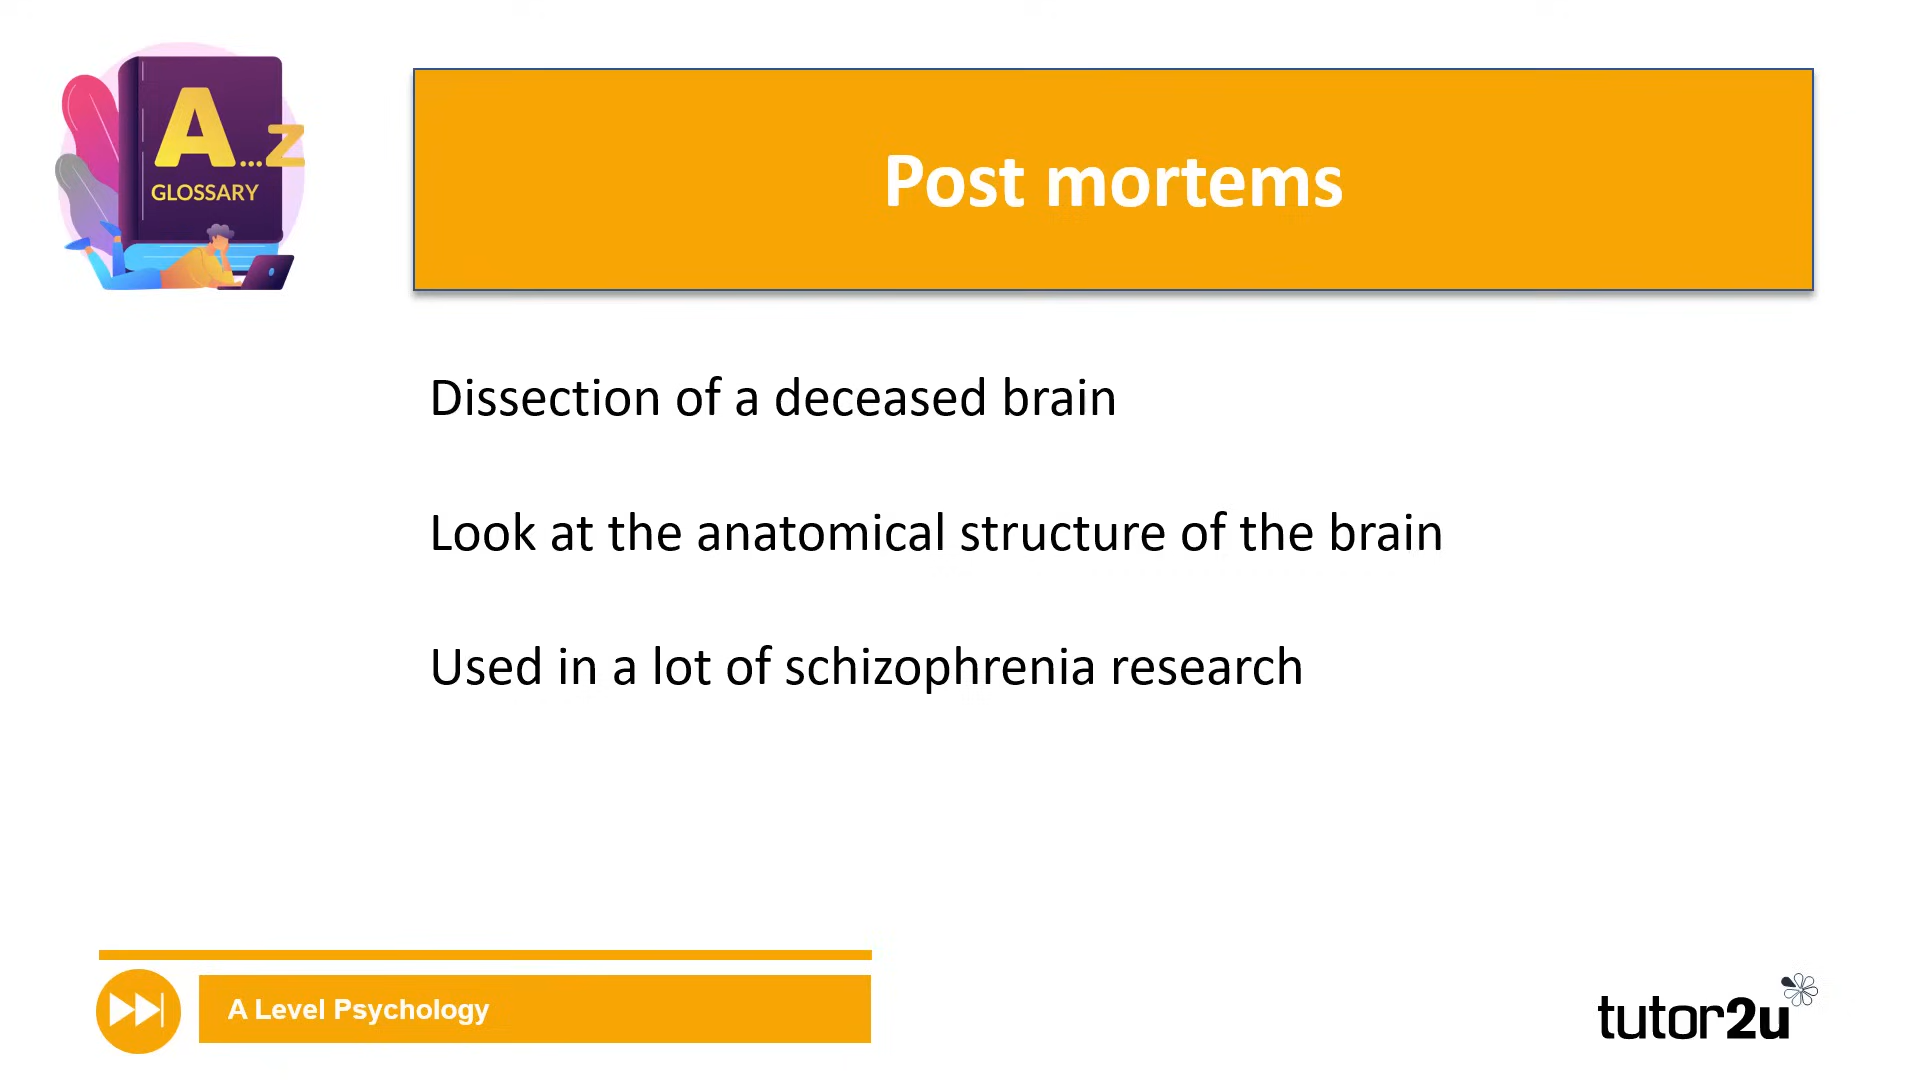 A...Z
GLOSSARY
Post mortems
Dissection of a deceased brain
Look at the anatomical structure of the brain
Used in a lot of schizophrenia research
A Level Psychology
tutor2u